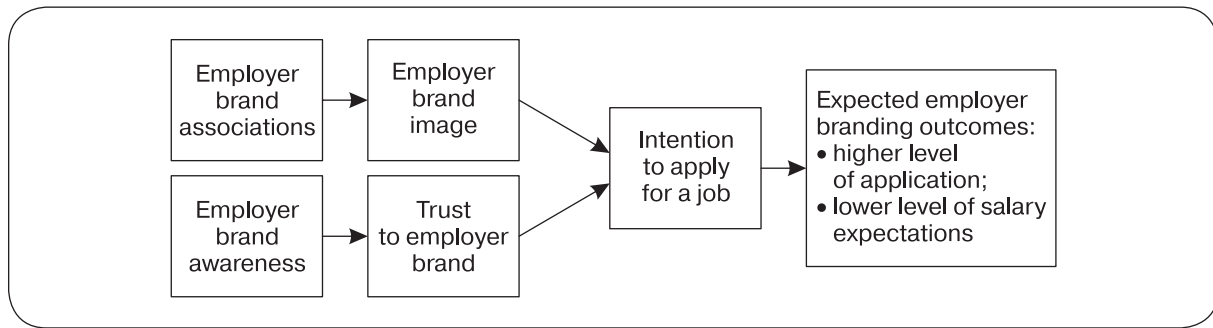 Employer
brand
associations
Employer
brand
image
Employer
brand
awareness
Trust
to employer
brand
Intention
to apply
for a job
Expected employer
branding outcomes:
• higher level
of application;
• lower level of salary
expectations